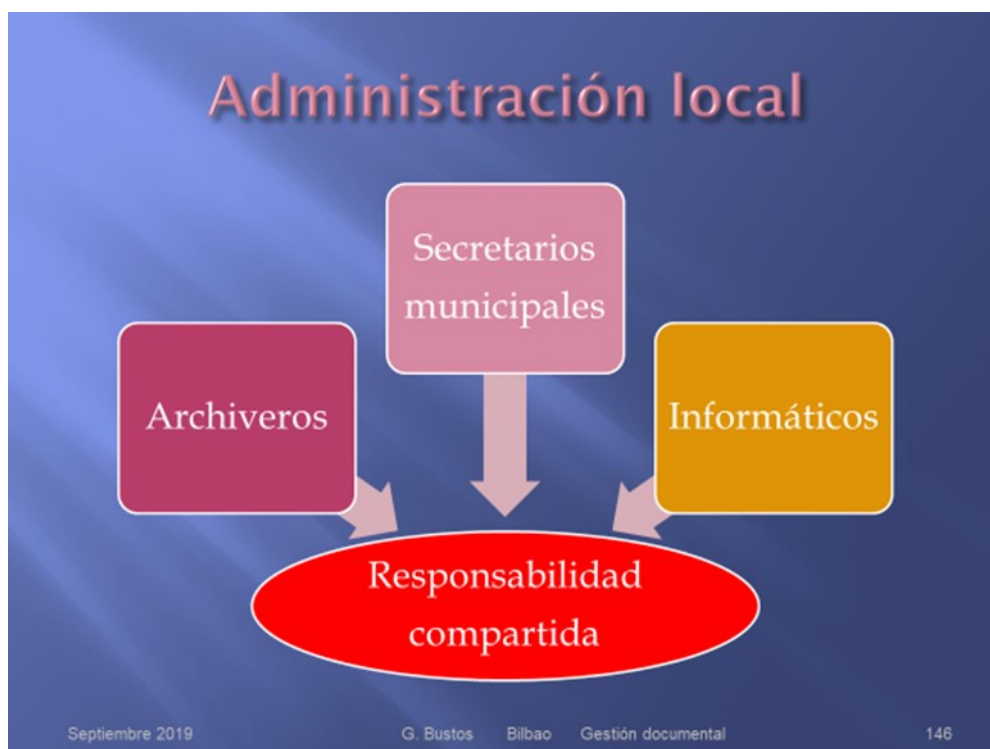 Administración local
Secretarios
municipales
Archiveros
Informáticos
Responsabilidad
compartida
Septiembre 2019 G. Bustos Bilbao Gestión documental 146